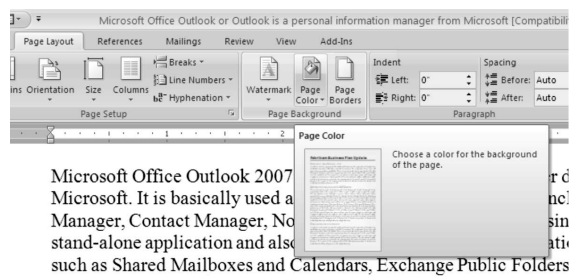 Microsoft Office Outlook or Outlook is a personal information manager from Microsoft [Compatibili
Page Layout References Mailings Review View Add-Ins
Breaks
Line Numbers
Hyphenation
ins Orientation Size Columns
Page Setup
Watermark Page Color Page Borders
Page Background
Indent
Left: 0"
Right: 0"
Spacing
Before: Auto
After: Auto
Paragraph
1 2
Page Color
Choose a color for the background
of the page.
Microsoft Office Outlook 2007
Microsoft. It is basically used a
Manager, Contact Manager, No
stand-alone application and also
such as Shared Mailboxes and Calendars, Exchange Public Folders